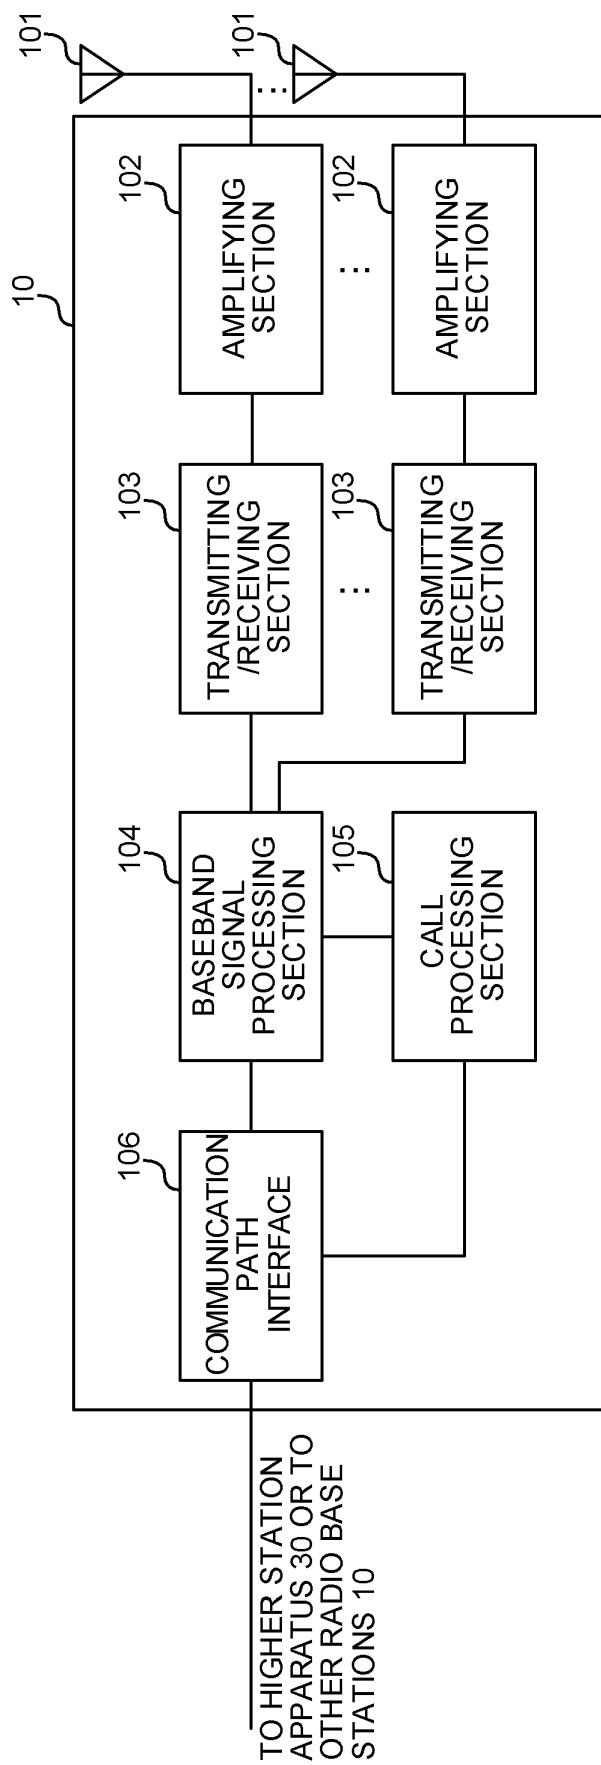 10
101
101
102
AMPLIFYING
SECTION
102
AMPLIFYING
SECTION
...
...
...
103
TRANSMITTING
/RECEIVING
SECTION
103
TRANSMITTING
/RECEIVING
SECTION
104
BASEBAND
SIGNAL
PROCESSING
SECTION
105
CALL
PROCESSING
SECTION
106
COMMUNICATION
PATH
INTERFACE
TO HIGHER STATION
APPARATUS 30 OR TO
OTHER RADIO BASE
STATIONS 10